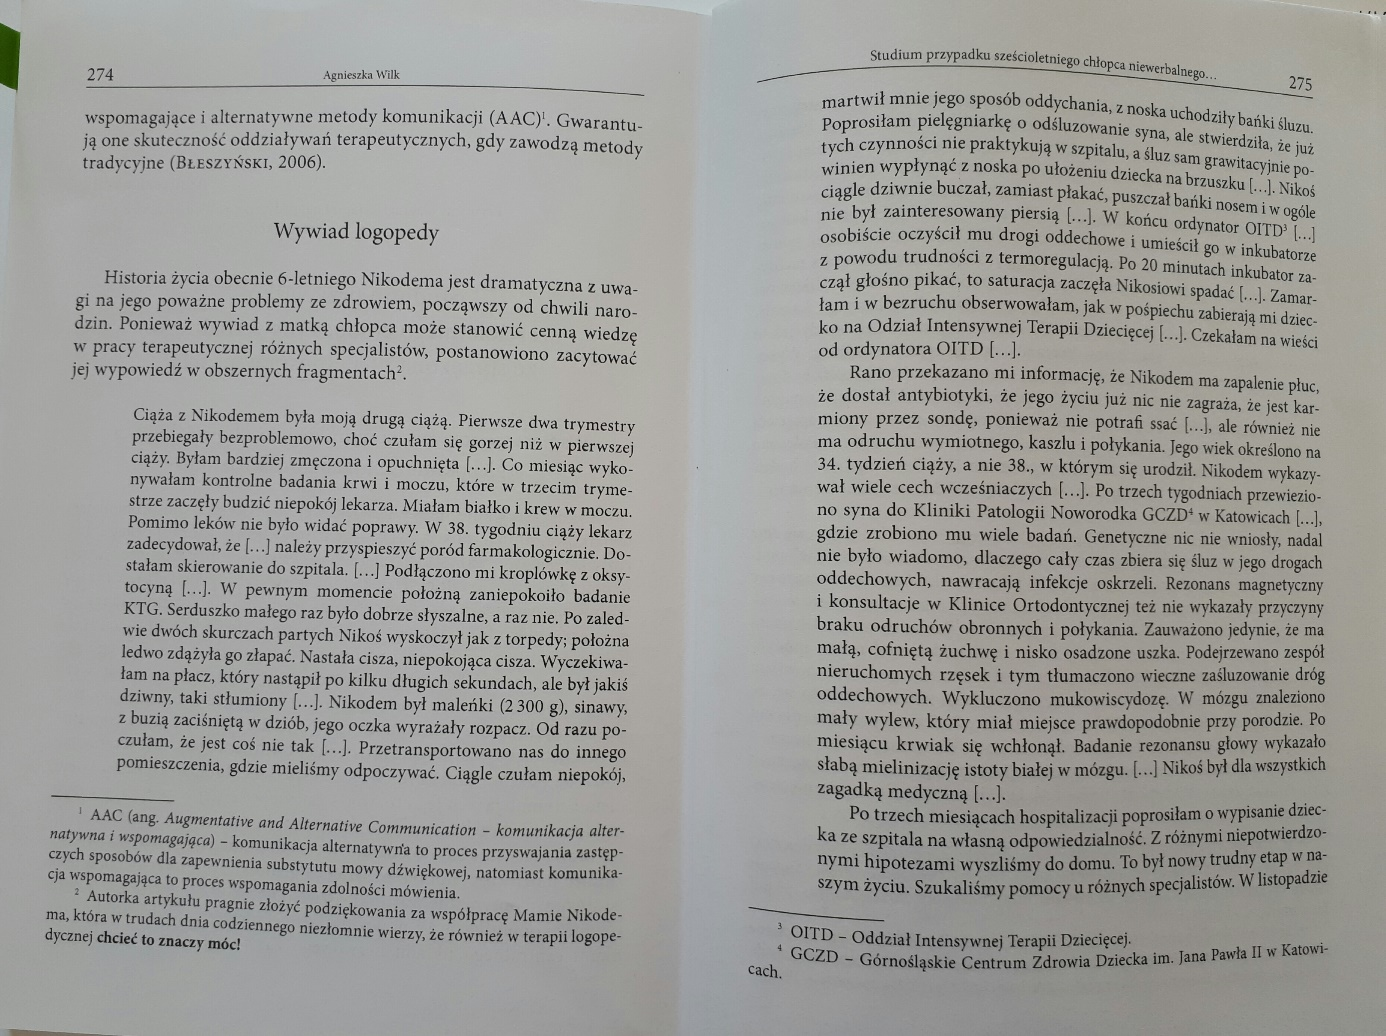 274
Agnieszka Wilk
wspomagające i alternatywne metody komunikacji (AAC)¹. Gwarantu-
ją one skuteczność oddziaływań terapeutycznych, gdy zawodzą metody
tradycyjne (BŁESZYŃSKI, 2006).
Wywiad logopedy
Historia życia obecnie 6-letniego Nikodema jest dramatyczna z uwa-
gi na jego poważne problemy ze zdrowiem, począwszy od chwili naro-
dzin. Ponieważ wywiad z matką chłopca może stanowić cenną wiedzę
w pracy terapeutycznej różnych specjalistów, postanowiono zacytować
jej wypowiedź w obszernych fragmentach².
Ciąża z Nikodemem była moją drugą ciążą. Pierwsze dwa trymestry
przebiegały bezproblemowo, choć czułam się gorzej niż w pierwszej
ciąży. Byłam bardziej zmęczona i opuchnięta [...]. Co miesiąc wyko-
nywałam kontrolne badania krwi i moczu, które w trzecim tryme-
strze zaczęły budzić niepokój lekarza. Miałam białko i krew w moczu.
Pomimo leków nie było widać poprawy. W 38. tygodniu ciąży lekarz
zadecydował, że [...] należy przyspieszyć poród farmakologicznie. Do-
stałam skierowanie do szpitala. [...] Podłączono mi kroplówkę z oksy-
tocyną [...]. W pewnym momencie położną zaniepokoiło badanie
KTG. Serduszko małego raz było dobrze słyszalne, a raz nie. Po zaled-
wie dwóch skurczach partych Nikoś wyskoczył jak z torpedy; położna
ledwo zdążyła go złapać. Nastała cisza, niepokojąca cisza. Wyczekiwa-
łam na płacz, który nastąpił po kilku długich sekundach, ale był jakiś
dziwny, taki stłumiony [...]. Nikodem był maleńki (2 300 g), sinawy,
z buzią zaciśniętą w dziób, jego oczka wyrażały rozpacz. Od razu po-
czułam, że jest coś nie tak [...]. Przetransportowano nas do innego
pomieszczenia, gdzie mieliśmy odpoczywać. Ciągle czułam niepokój,
¹ AAC (ang. Augmentative and Alternative Communication – komunikacja alter-
natywna i wspomagająca) – komunikacja alternatywna to proces przyswajania zastęp-
czych sposobów dla zapewnienia substytutu mowy dźwiękowej, natomiast komunika-
cja wspomagająca to proces wspomagania zdolności mówienia.
² Autorka artykułu pragnie złożyć podziękowania za współpracę Mamie Nikode-
ma, która w trudach dnia codziennego niezłomnie wierzy, że również w terapii logope-
dycznej chcieć to znaczy móc!
Studium przypadku sześcioletniego chłopca niewerbalnego...
275
martwił mnie jego sposób oddychania, z noska uchodziły bańki śluzu.
Poprosiłam pielęgniarkę o odśluzowanie syna, ale stwierdziła, że już
tych czynności nie praktykują w szpitalu, a śluz sam grawitacyjnie po-
winien wypłynąć z noska po ułożeniu dziecka na brzuszku [...]. Nikoś
ciągle dziwnie buczał, zamiast płakać, puszczał bańki nosem i w ogóle
nie był zainteresowany piersią [...]. W końcu ordynator OITD³ [...]
osobiście oczyścił mu drogi oddechowe i umieścił go w inkubatorze
z powodu trudności z termoregulacją. Po 20 minutach inkubator za-
czął głośno pikać, to saturacja zaczęła Nikosiowi spadać [...]. Zamar-
łam i w bezruchu obserwowałam, jak w pośpiechu zabierają mi dziec-
ko na Odział Intensywnej Terapii Dziecięcej [...]. Czekałam na wieści
od ordynatora OITD [...].
Rano przekazano mi informację, że Nikodem ma zapalenie płuc,
że dostał antybiotyki, że jego życiu już nic nie zagraża, że jest kar-
miony przez sondę, ponieważ nie potrafi ssać [...], ale również nie
ma odruchu wymiotnego, kaszlu i połykania. Jego wiek określono na
34. tydzień ciąży, a nie 38., w którym się urodził. Nikodem wykazy-
wał wiele cech wcześniaczych [...]. Po trzech tygodniach przewiezio-
no syna do Kliniki Patologii Noworodka GCZD⁴ w Katowicach [...],
gdzie zrobiono mu wiele badań. Genetyczne nic nie wniosły, nadal
nie było wiadomo, dlaczego cały czas zbiera się śluz w jego drogach
oddechowych, nawracają infekcje oskrzeli. Rezonans magnetyczny
i konsultacje w Klinice Ortodontycznej też nie wykazały przyczyny
braku odruchów obronnych i połykania. Zauważono jedynie, że ma
małą, cofniętą żuchwę i nisko osadzone uszka. Podejrzewano zespół
nieruchomych rzęsek i tym tłumaczono wieczne zaśluzowanie dróg
oddechowych. Wykluczono mukowiscydozę. W mózgu znaleziono
mały wylew, który miał miejsce prawdopodobnie przy porodzie. Po
miesiącu krwiak się wchłonął. Badanie rezonansu głowy wykazało
słabą mielinizację istoty białej w mózgu. [...] Nikoś był dla wszystkich
zagadką medyczną [...].
Po trzech miesiącach hospitalizacji poprosiłam o wypisanie dziec-
ka ze szpitala na własną odpowiedzialność. Z różnymi niepotwierdzo-
nymi hipotezami wyszliśmy do domu. To był nowy trudny etap w na-
szym życiu. Szukaliśmy pomocy u różnych specjalistów. W listopadzie
³ OITD – Oddział Intensywnej Terapii Dziecięcej.
⁴ GCZD – Górnośląskie Centrum Zdrowia Dziecka im. Jana Pawła II w Katowi-
cach.